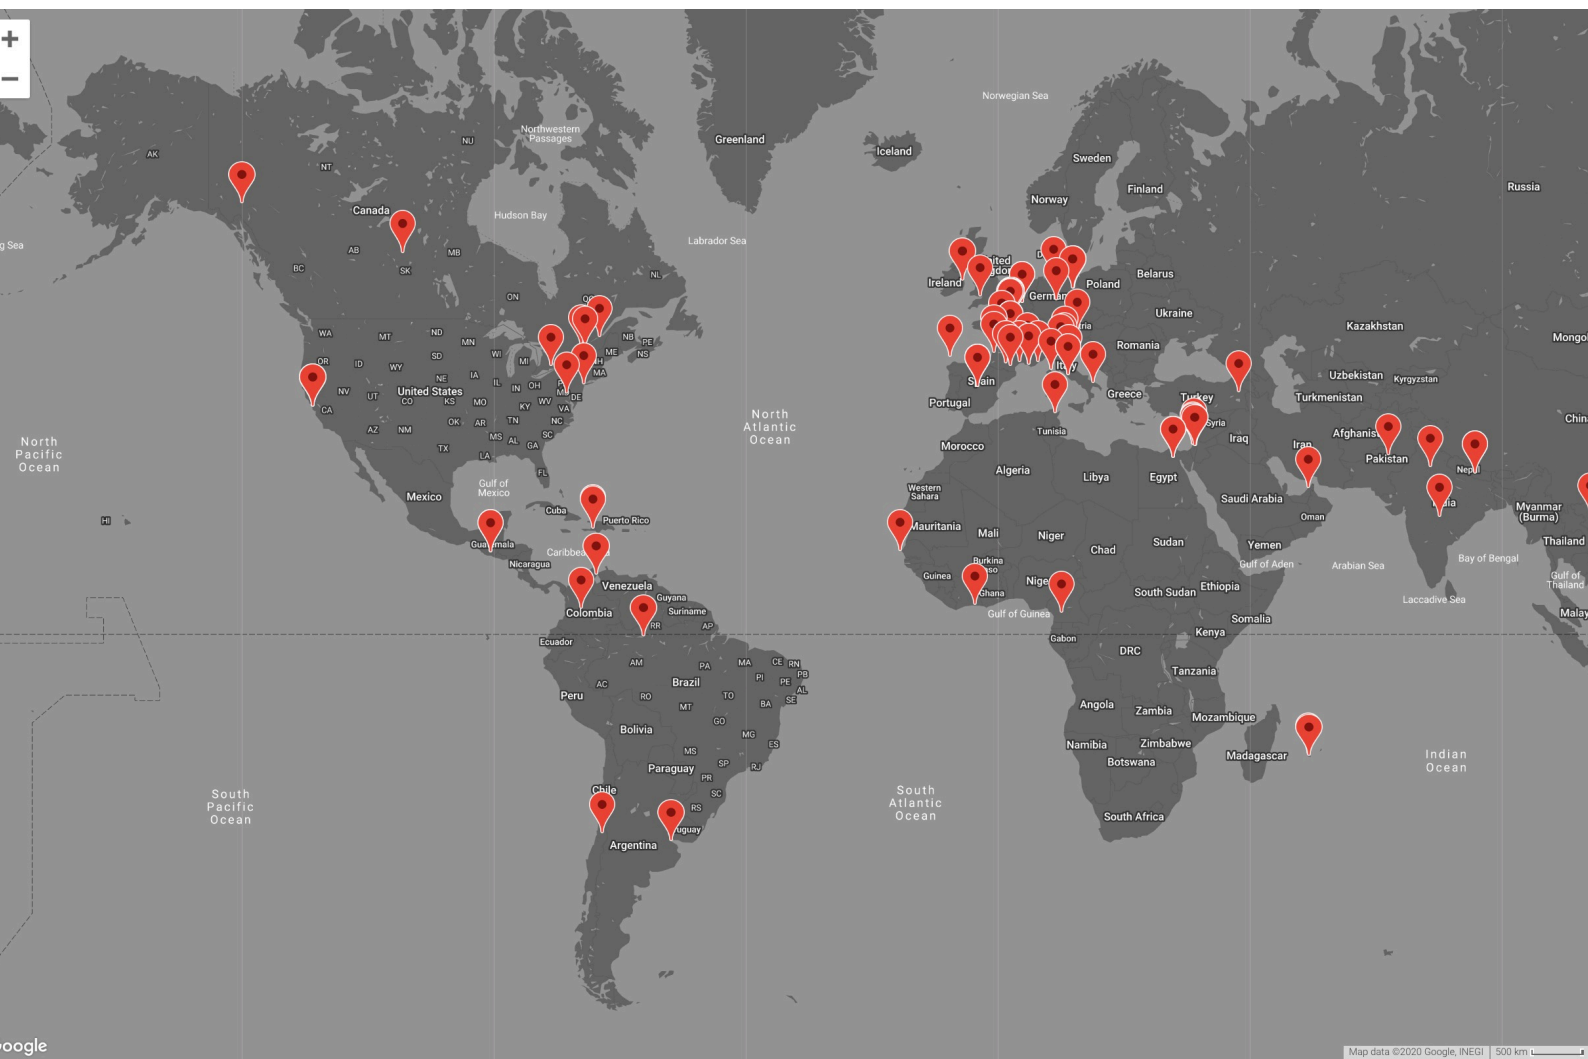 +
−
Norwegian Sea
Northwestern
Passages
Greenland
NU
Iceland
AK
Sweden
NT
Russia
Finland
Norway
Canada
Hudson Bay
Labrador Sea
g Sea
AB
MB
BC
SK
NL
Ireland
Belarus
Poland
ON
German
Ukraine
Kazakhstan
WA
MT
ND
MN
NB
PE
NS
Mongo
Romania
WI
ME
OR
ID
SD
MI
WY
NE
IA
MA
Italy
Uzbekistan
Kyrgyzstan
Spain
United States
NV
UT
CO
KS
MO
IL
IN
OH
WV
DE
Greece
Turkey
Turkmenistan
Portugal
CA
KY
VA
North
Atlantic
Ocean
China
AZ
NM
OK
AR
TN
NC
Tunisia
Syria
Afghanis
MS
AL
SC
Iraq
Iran
North
Pacific
Ocean
TX
LA
GA
Morocco
Pakistan
FL
Algeria
Libya
Egypt
Nepal
Gulf of
Mexico
Mexico
Western
Sahara
Saudi Arabia
Cuba
Puerto Rico
Oman
Myanmar
(Burma)
HI
Mauritania
Mali
Niger
Sudan
Yemen
Thailand
Guatemala
Chad
Nicaragua
Burkina
Gulf of Aden
Arabian Sea
Bay of Bengal
Guinea
Ghana
Nige
South Sudan
Ethiopia
Gulf of
Thailand
Venezuela
Guyana
Suriname
Laccadive Sea
Colombia
Gulf of Guinea
Somalia
Malay
RR
AP
Kenya
Ecuador
Gabon
DRC
AM
PA
MA
CE
RN
Tanzania
PB
PI
PE
AC
Brazil
AL
Peru
RO
TO
SE
MT
BA
Angola
Zambia
Mozambique
GO
Bolivia
MG
ES
Namibia
Zimbabwe
MS
Botswana
Madagascar
Indian
Ocean
Paraguay
SP
RJ
PR
Chile
SC
South
Pacific
Ocean
South
Atlantic
Ocean
RS
South Africa
uguay
Argentina
oogle
Map data ©2020 Google, INEGI
500 km